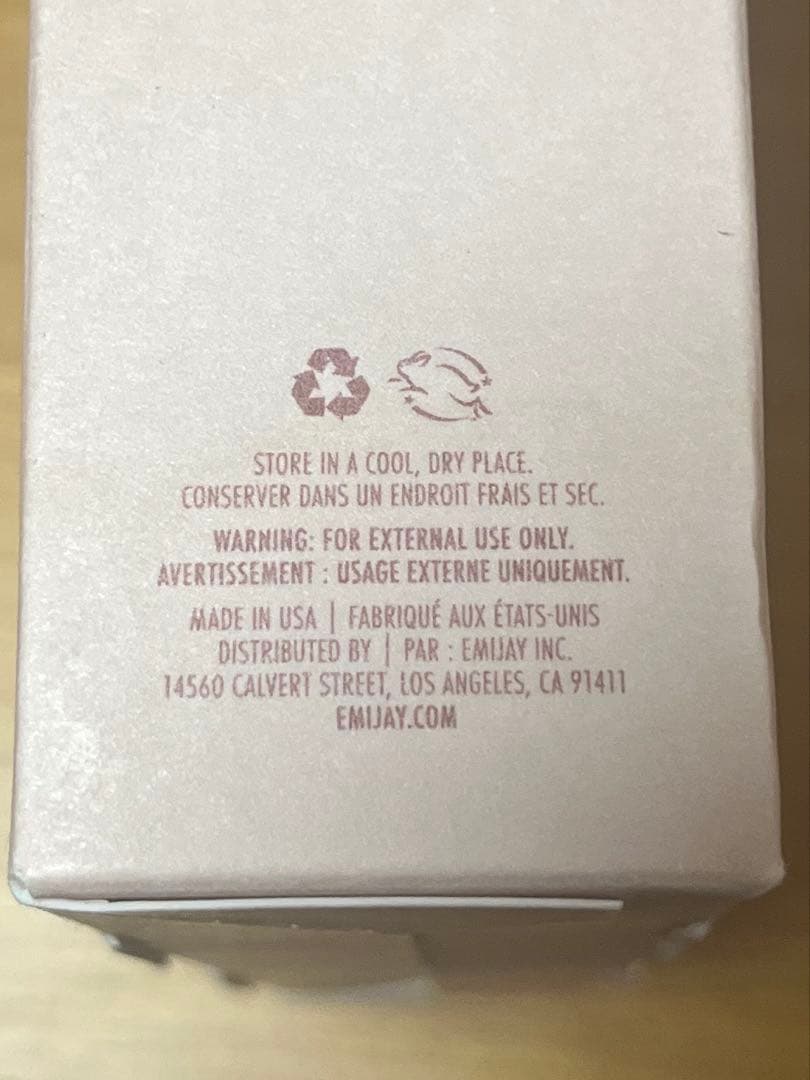 STORE IN A COOL, DRY PLACE.
CONSERVER DANS UN ENDROIT FRAIS ET SEC.
WARNING: FOR EXTERNAL USE ONLY.
AVERTISSEMENT : USAGE EXTERNE UNIQUEMENT.
MADE IN USA | FABRIQUÉ AUX ÉTATS-UNIS
DISTRIBUTED BY | PAR : EMIJAY INC.
14560 CALVERT STREET, LOS ANGELES, CA 91411
EMIJAY.COM